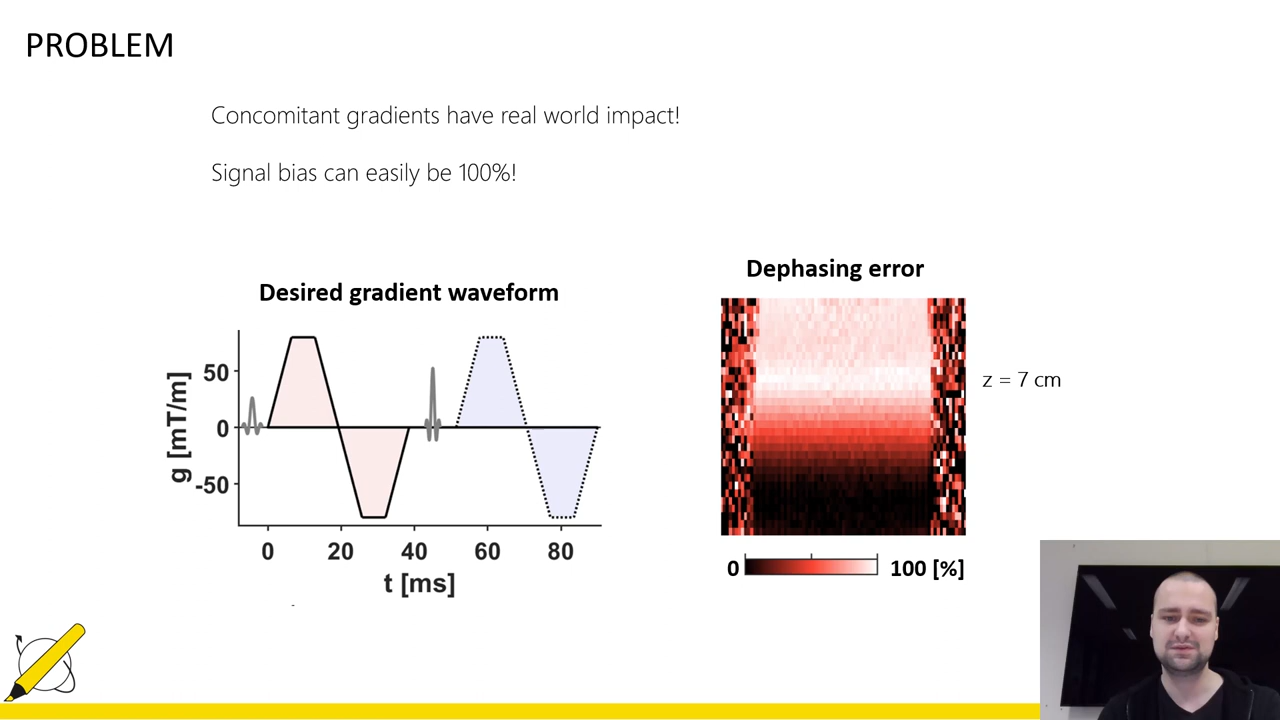 PROBLEM
Concomitant gradients have real world impact!
Signal bias can easily be 100%!
Desired gradient waveform
g [mT/m]
50
0
-50
0 20 40 60 80
t [ms]
Dephasing error
z = 7 cm
0 100 [%]